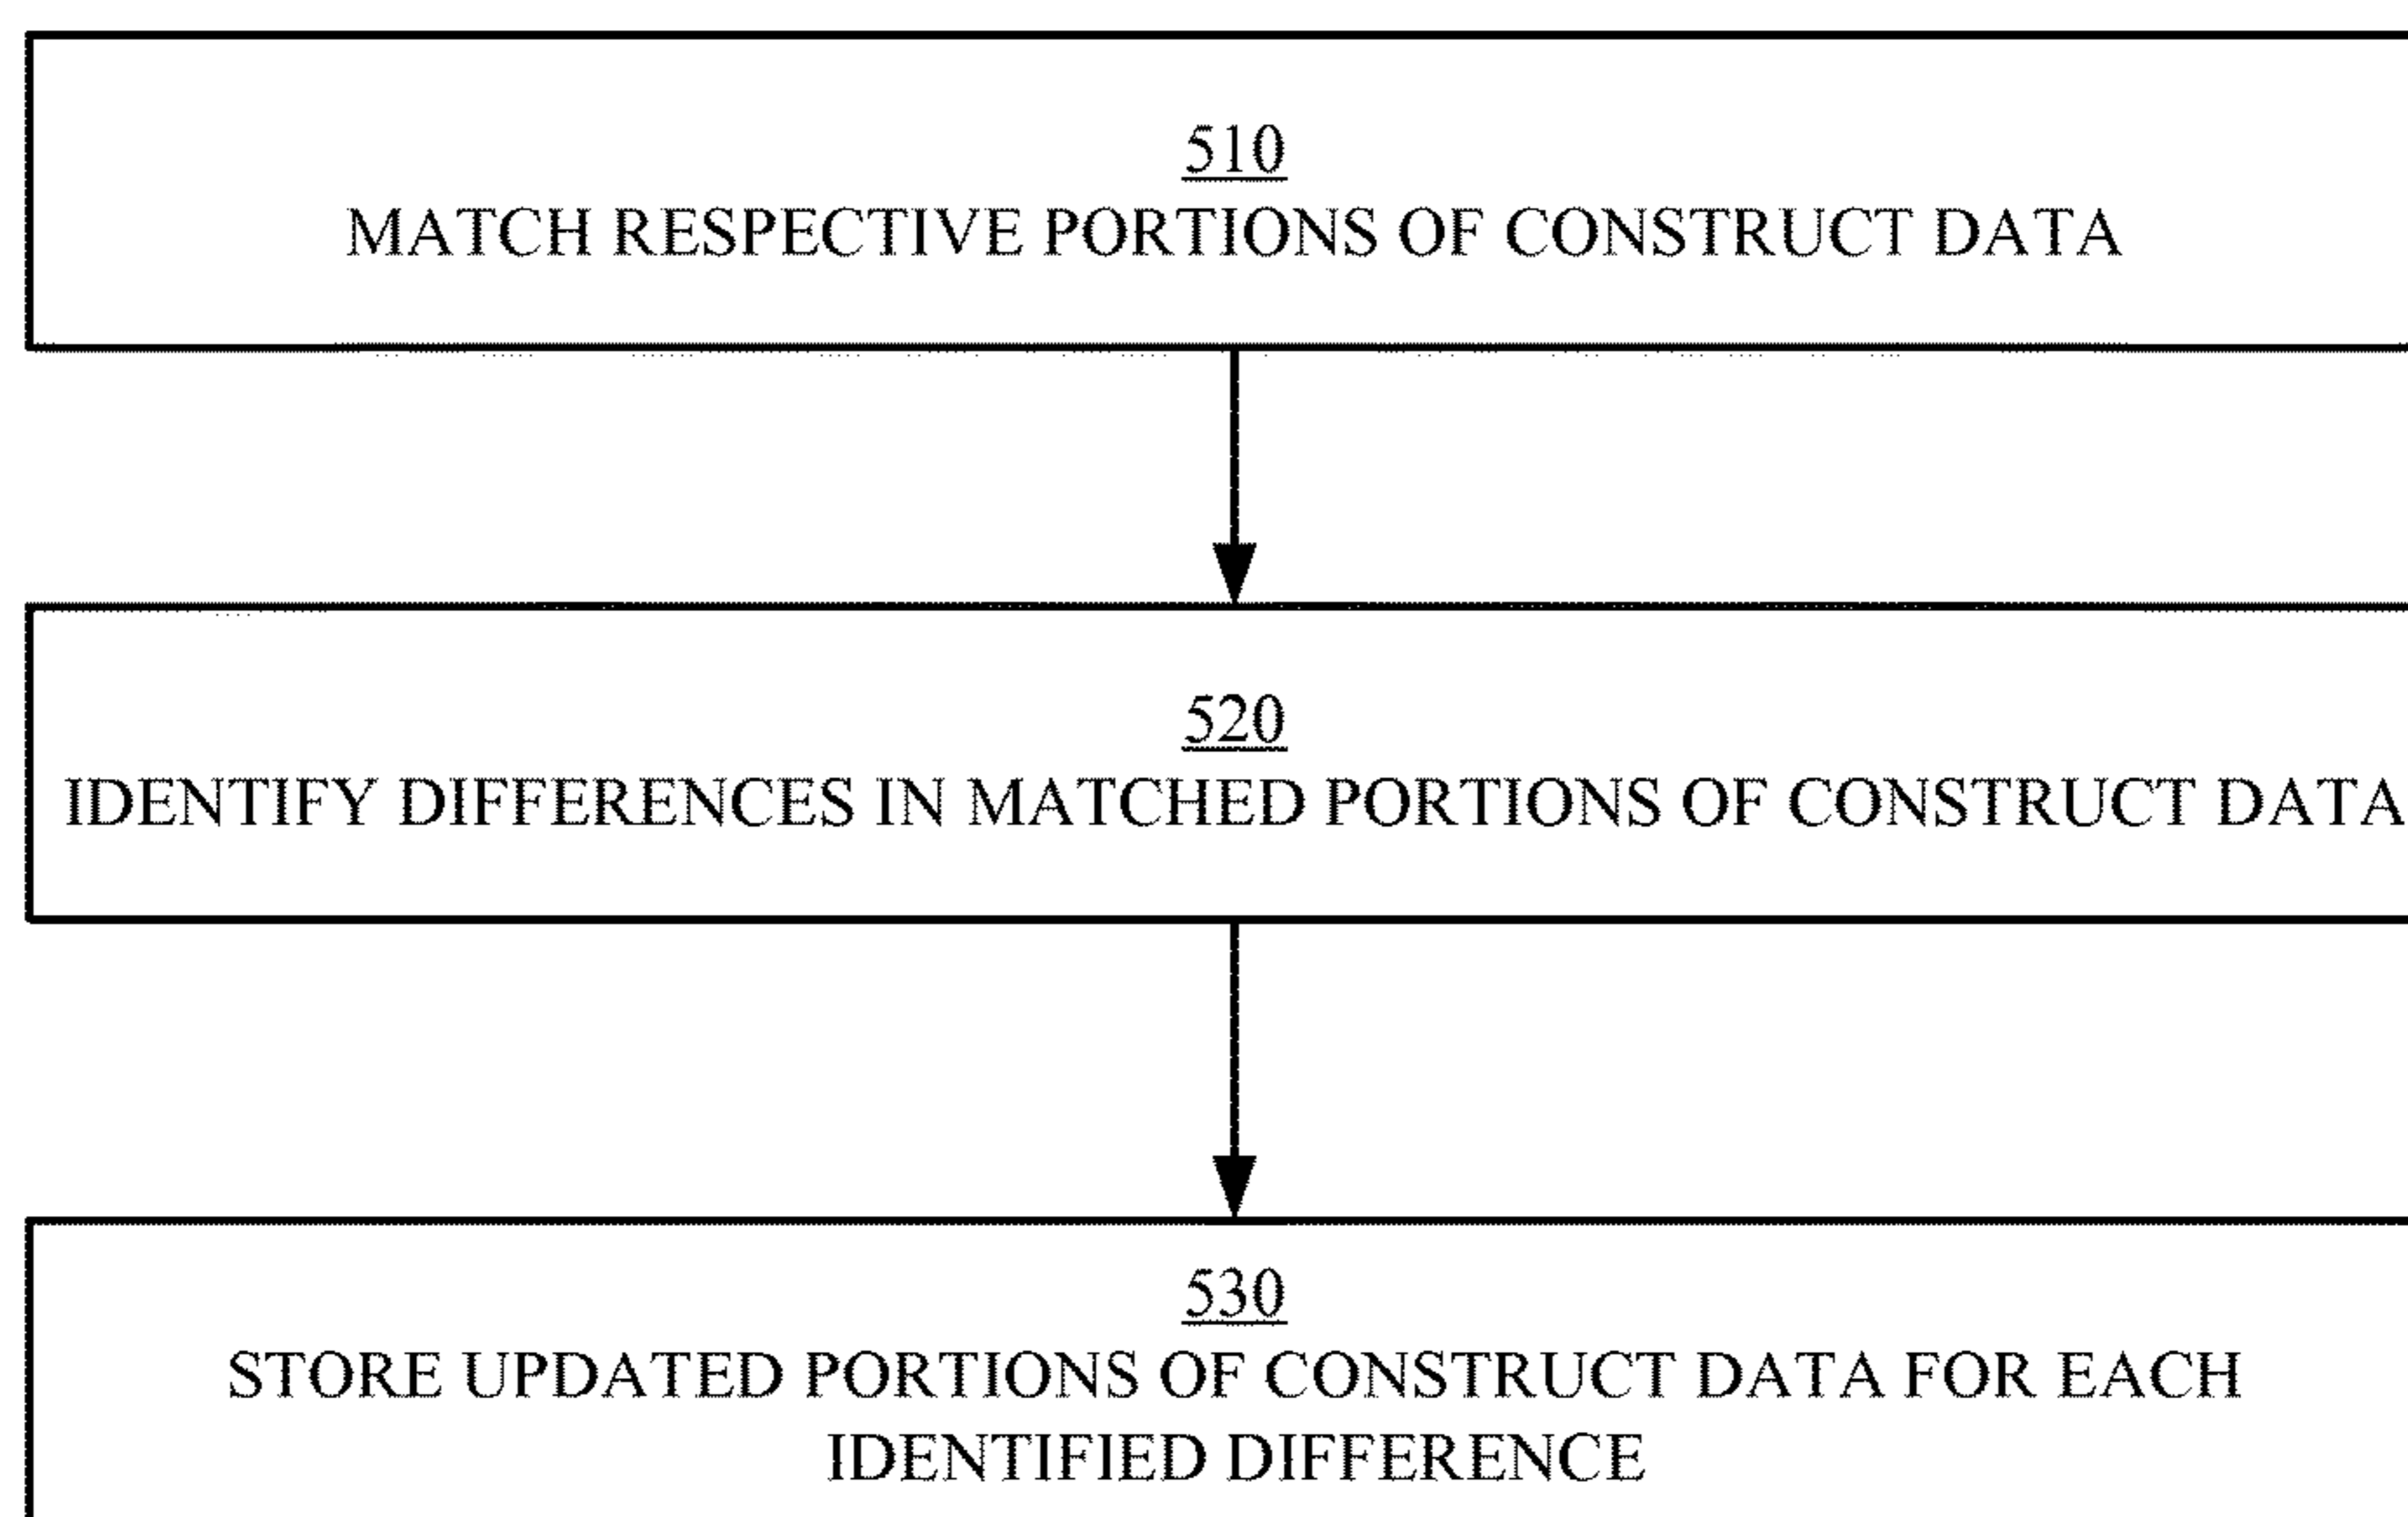 510
MATCH RESPECTIVE PORTIONS OF CONSTRUCT DATA
520
IDENTIFY DIFFERENCES IN MATCHED PORTIONS OF CONSTRUCT DATA
530
STORE UPDATED PORTIONS OF CONSTRUCT DATA FOR EACH
IDENTIFIED DIFFERENCE